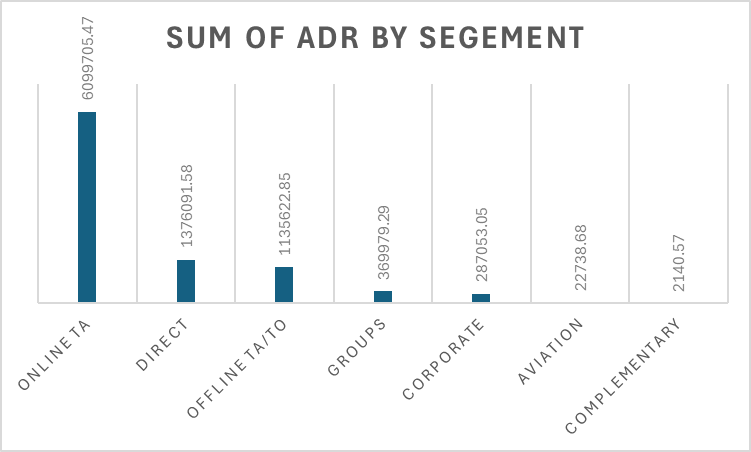 SUM OF ADR BY SEGEMENT
6099705.47
1376091.58
1135622.85
369979.29
287053.05
22738.68
2140.57
ONLINE TA
DIRECT
OFFLINE TA/TO
GROUPS
CORPORATE
AVIATION
COMPLEMENTARY